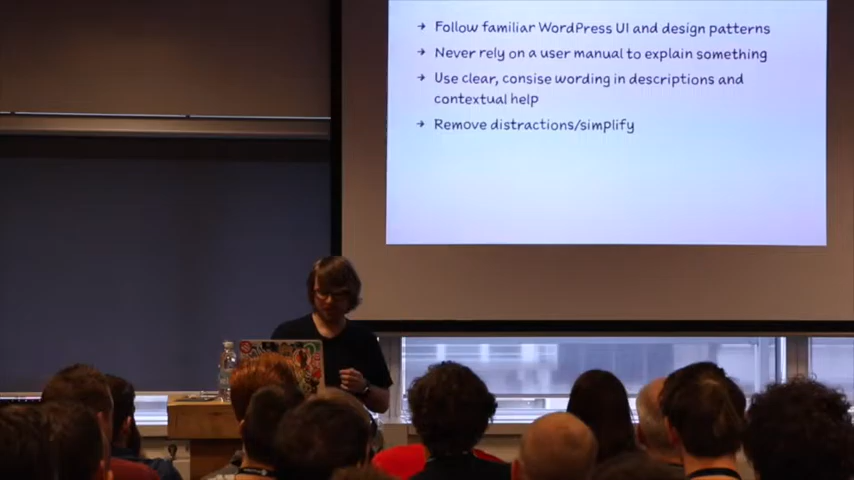 → Follow familiar WordPress UI and design patterns
→ Never rely on a user manual to explain something
→ Use clear, consise wording in descriptions and
contextual help
→ Remove distractions/simplify